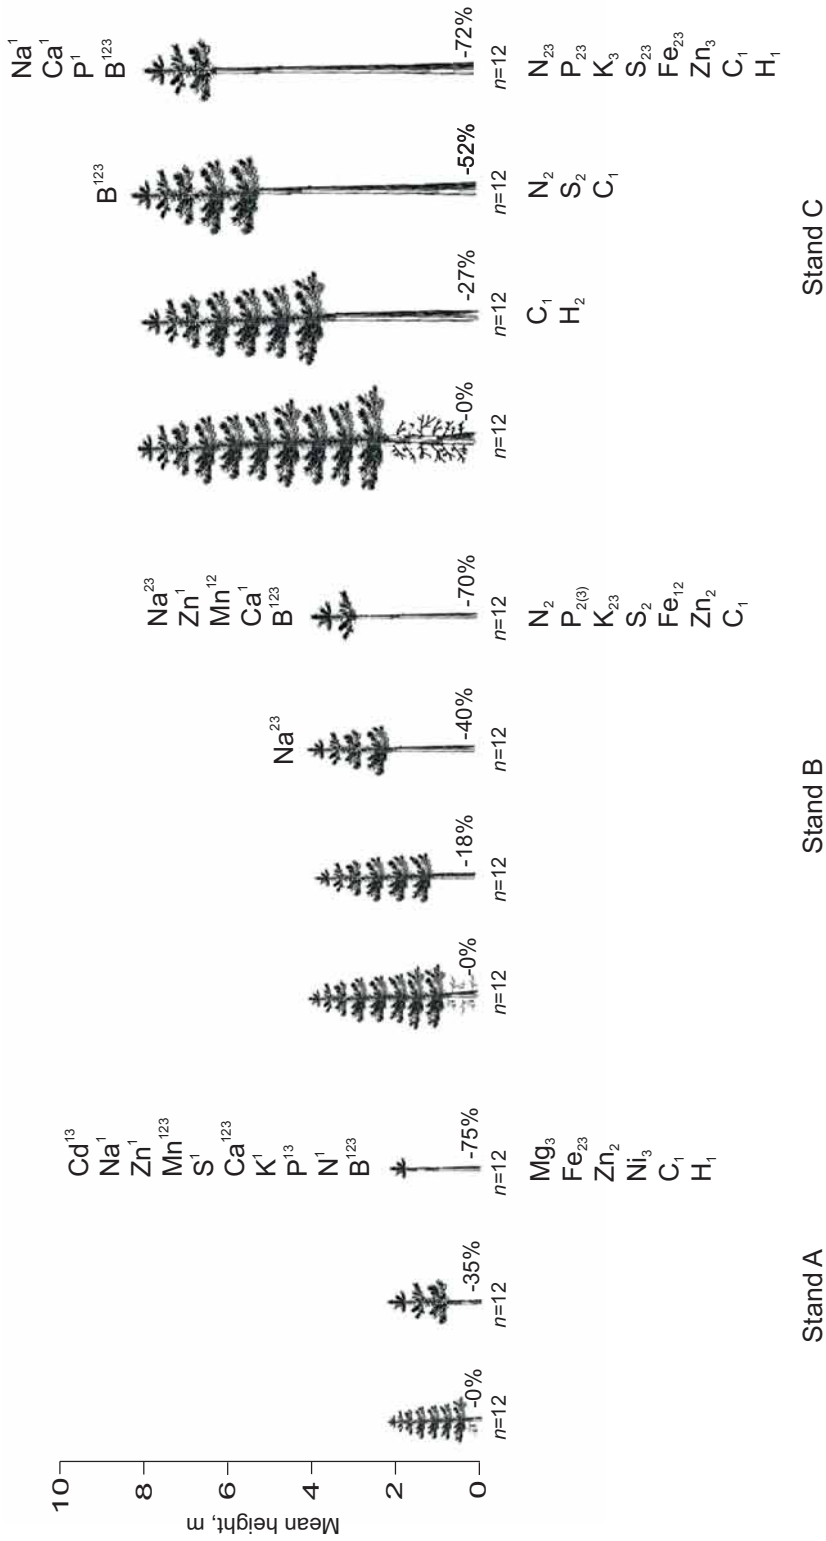 Mean height, m
10
8
6
4
2
0
-0%
n=12
-35%
n=12
Cd¹³
Na¹
Zn¹
Mn¹²³
S¹
Ca¹²³
K¹
P¹³
N¹
B¹²³
-75%
n=12
Mg₃
Fe₂₃
Zn₂
Ni₃
C₁
H₁
Stand A
-0%
n=12
-18%
n=12
Na²³
-40%
n=12
Na²³
Zn¹
Mn¹²
Ca¹
B¹²³
-70%
n=12
N₂
P₂₍₃₎
K₂₃
S₂
Fe₁₂
Zn₂
C₁
Stand B
-0%
n=12
-27%
n=12
C₁
H₂
B¹²³
-52%
n=12
N₂
S₂
C₁
Na¹
Ca¹
P¹
B¹²³
-72%
n=12
N₂₃
P₂₃
K₃
S₂₃
Fe₂₃
Zn₃
C₁
H₁
Stand C